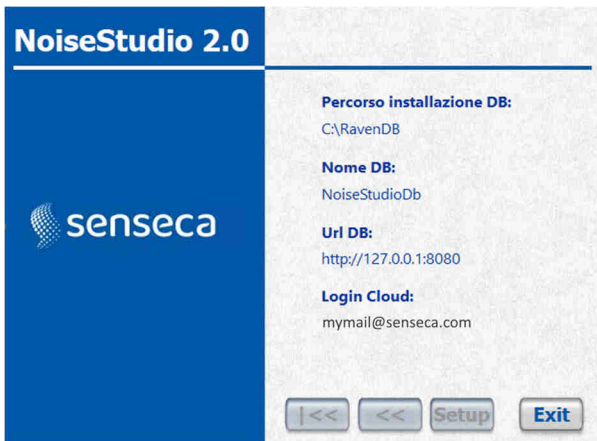 NoiseStudio 2.0
senseca
Percorso installazione DB:
C:\RavenDB
Nome DB:
NoiseStudioDb
Url DB:
http://127.0.0.1:8080
Login Cloud:
mymail@senseca.com
|<<
<<
Setup
Exit